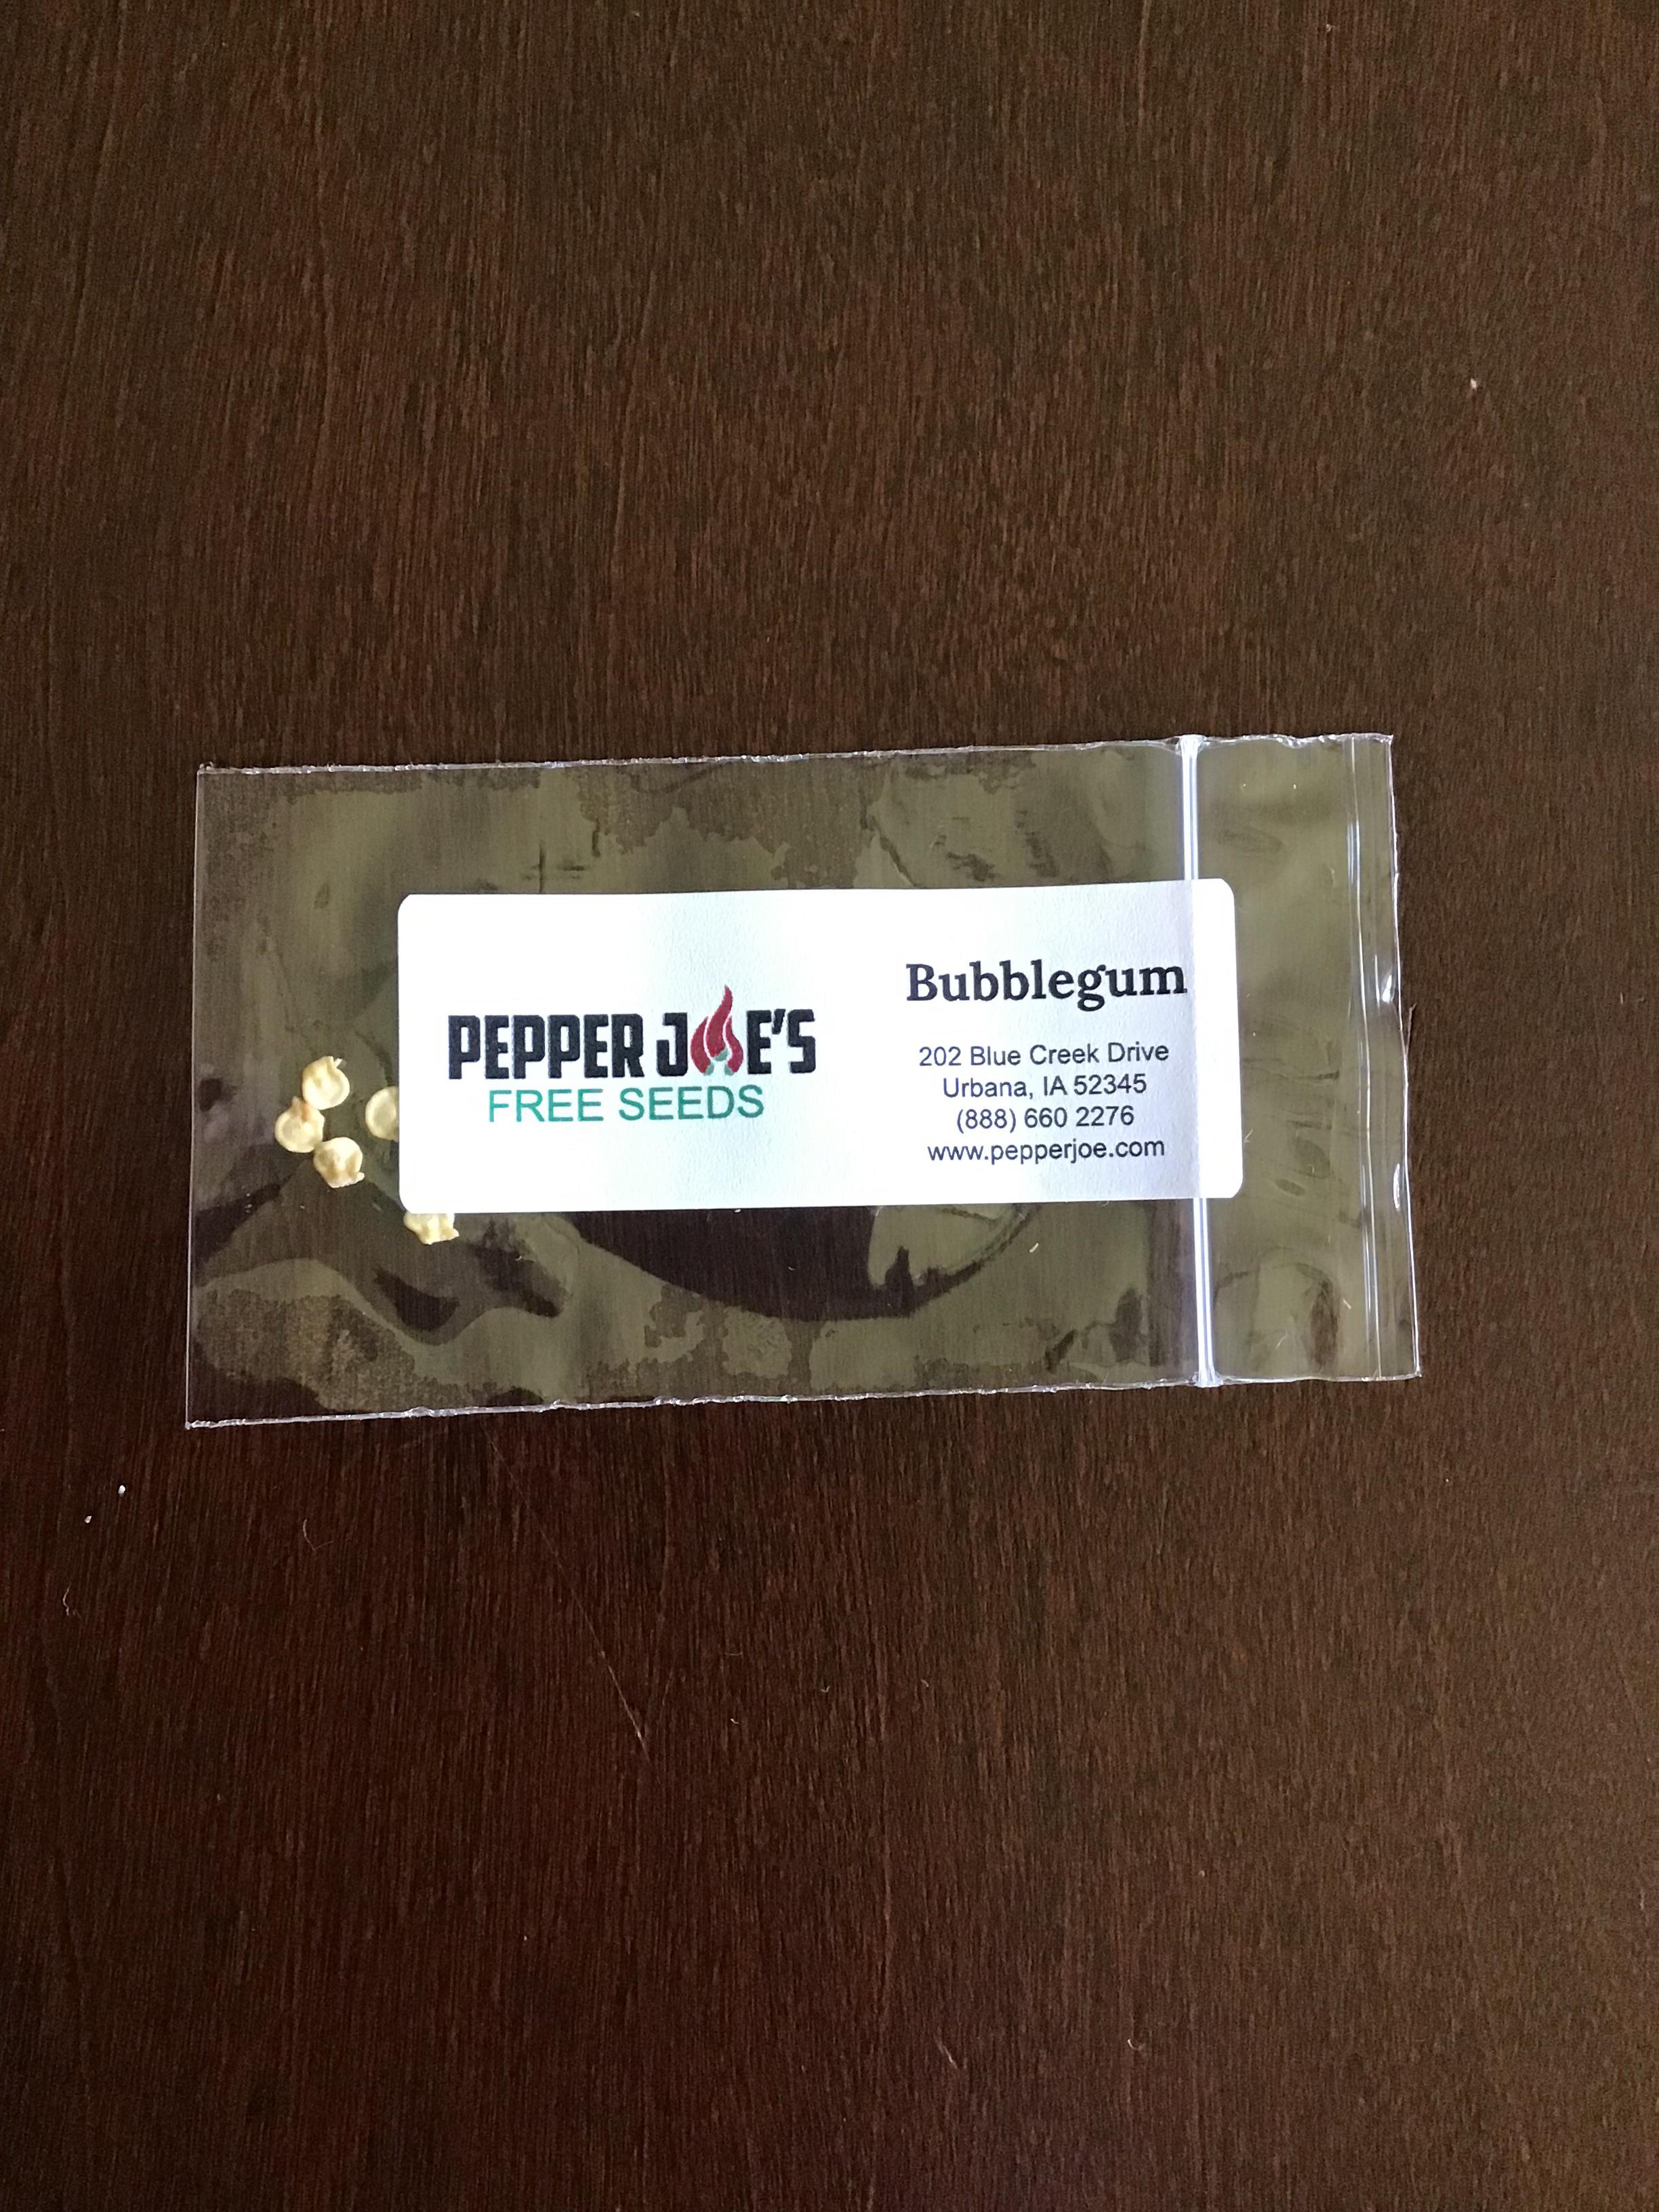 PEPPER JOE'S
FREE SEEDS
Bubblegum
202 Blue Creek Drive
Urbana, IA 52345
(888) 660 2276
www.pepperjoe.com